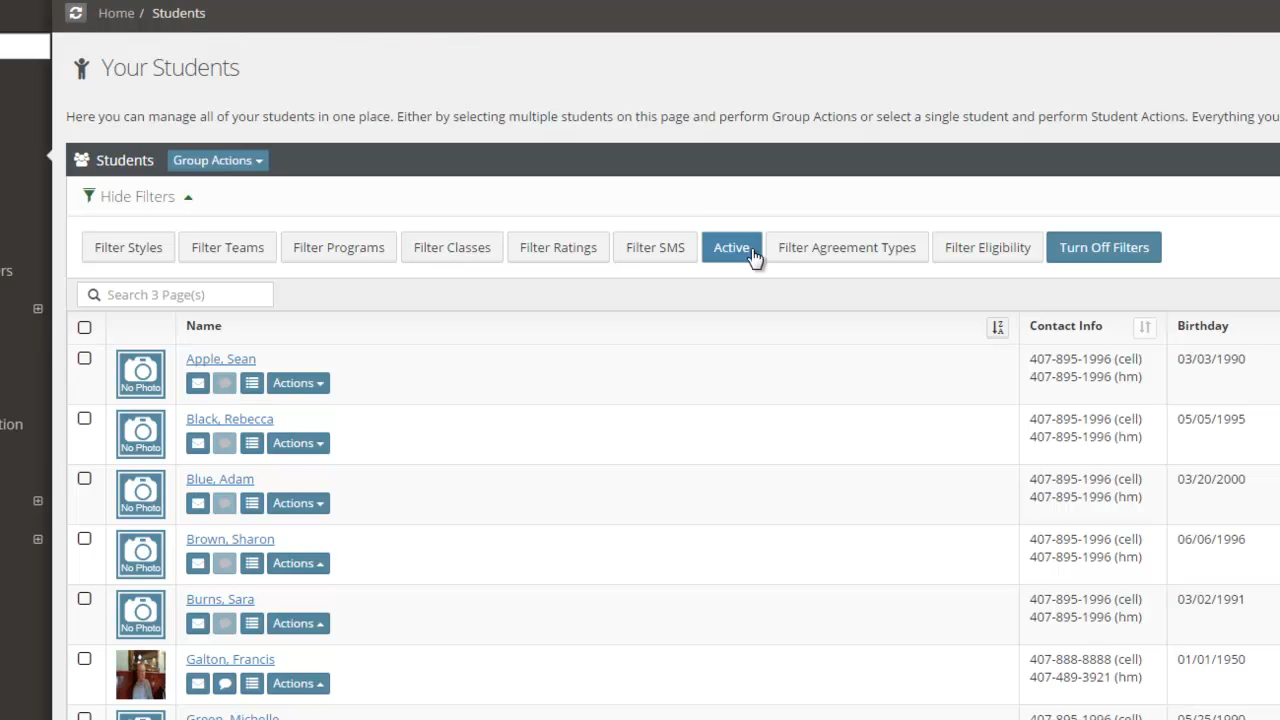 Home / Students
Your Students
Here you can manage all of your students in one place. Either by selecting multiple students on this page and perform Group Actions or select a single student and perform Student Actions. Everything you
Students Group Actions
Hide Filters
Filter Styles Filter Teams Filter Programs Filter Classes Filter Ratings Filter SMS Active Filter Agreement Types Filter Eligibility Turn Off Filters
ers
Search 3 Page(s)
Name Contact Info Birthday
Apple, Sean 407-895-1996 (cell) 03/03/1990
407-895-1996 (hm)
No Photo Actions
Black, Rebecca 407-895-1996 (cell) 05/05/1995
tion
407-895-1996 (hm)
No Photo Actions
Blue, Adam 407-895-1996 (cell) 03/20/2000
407-895-1996 (hm)
No Photo Actions
Brown, Sharon 407-895-1996 (cell) 06/06/1996
407-895-1996 (hm)
No Photo Actions
Burns, Sara 407-895-1996 (cell) 03/02/1991
407-895-1996 (hm)
No Photo Actions
Galton, Francis 407-888-8888 (cell) 01/01/1950
407-489-3921 (hm)
Actions
Green, Michelle 407-895-1996 (cell) 05/25/1990